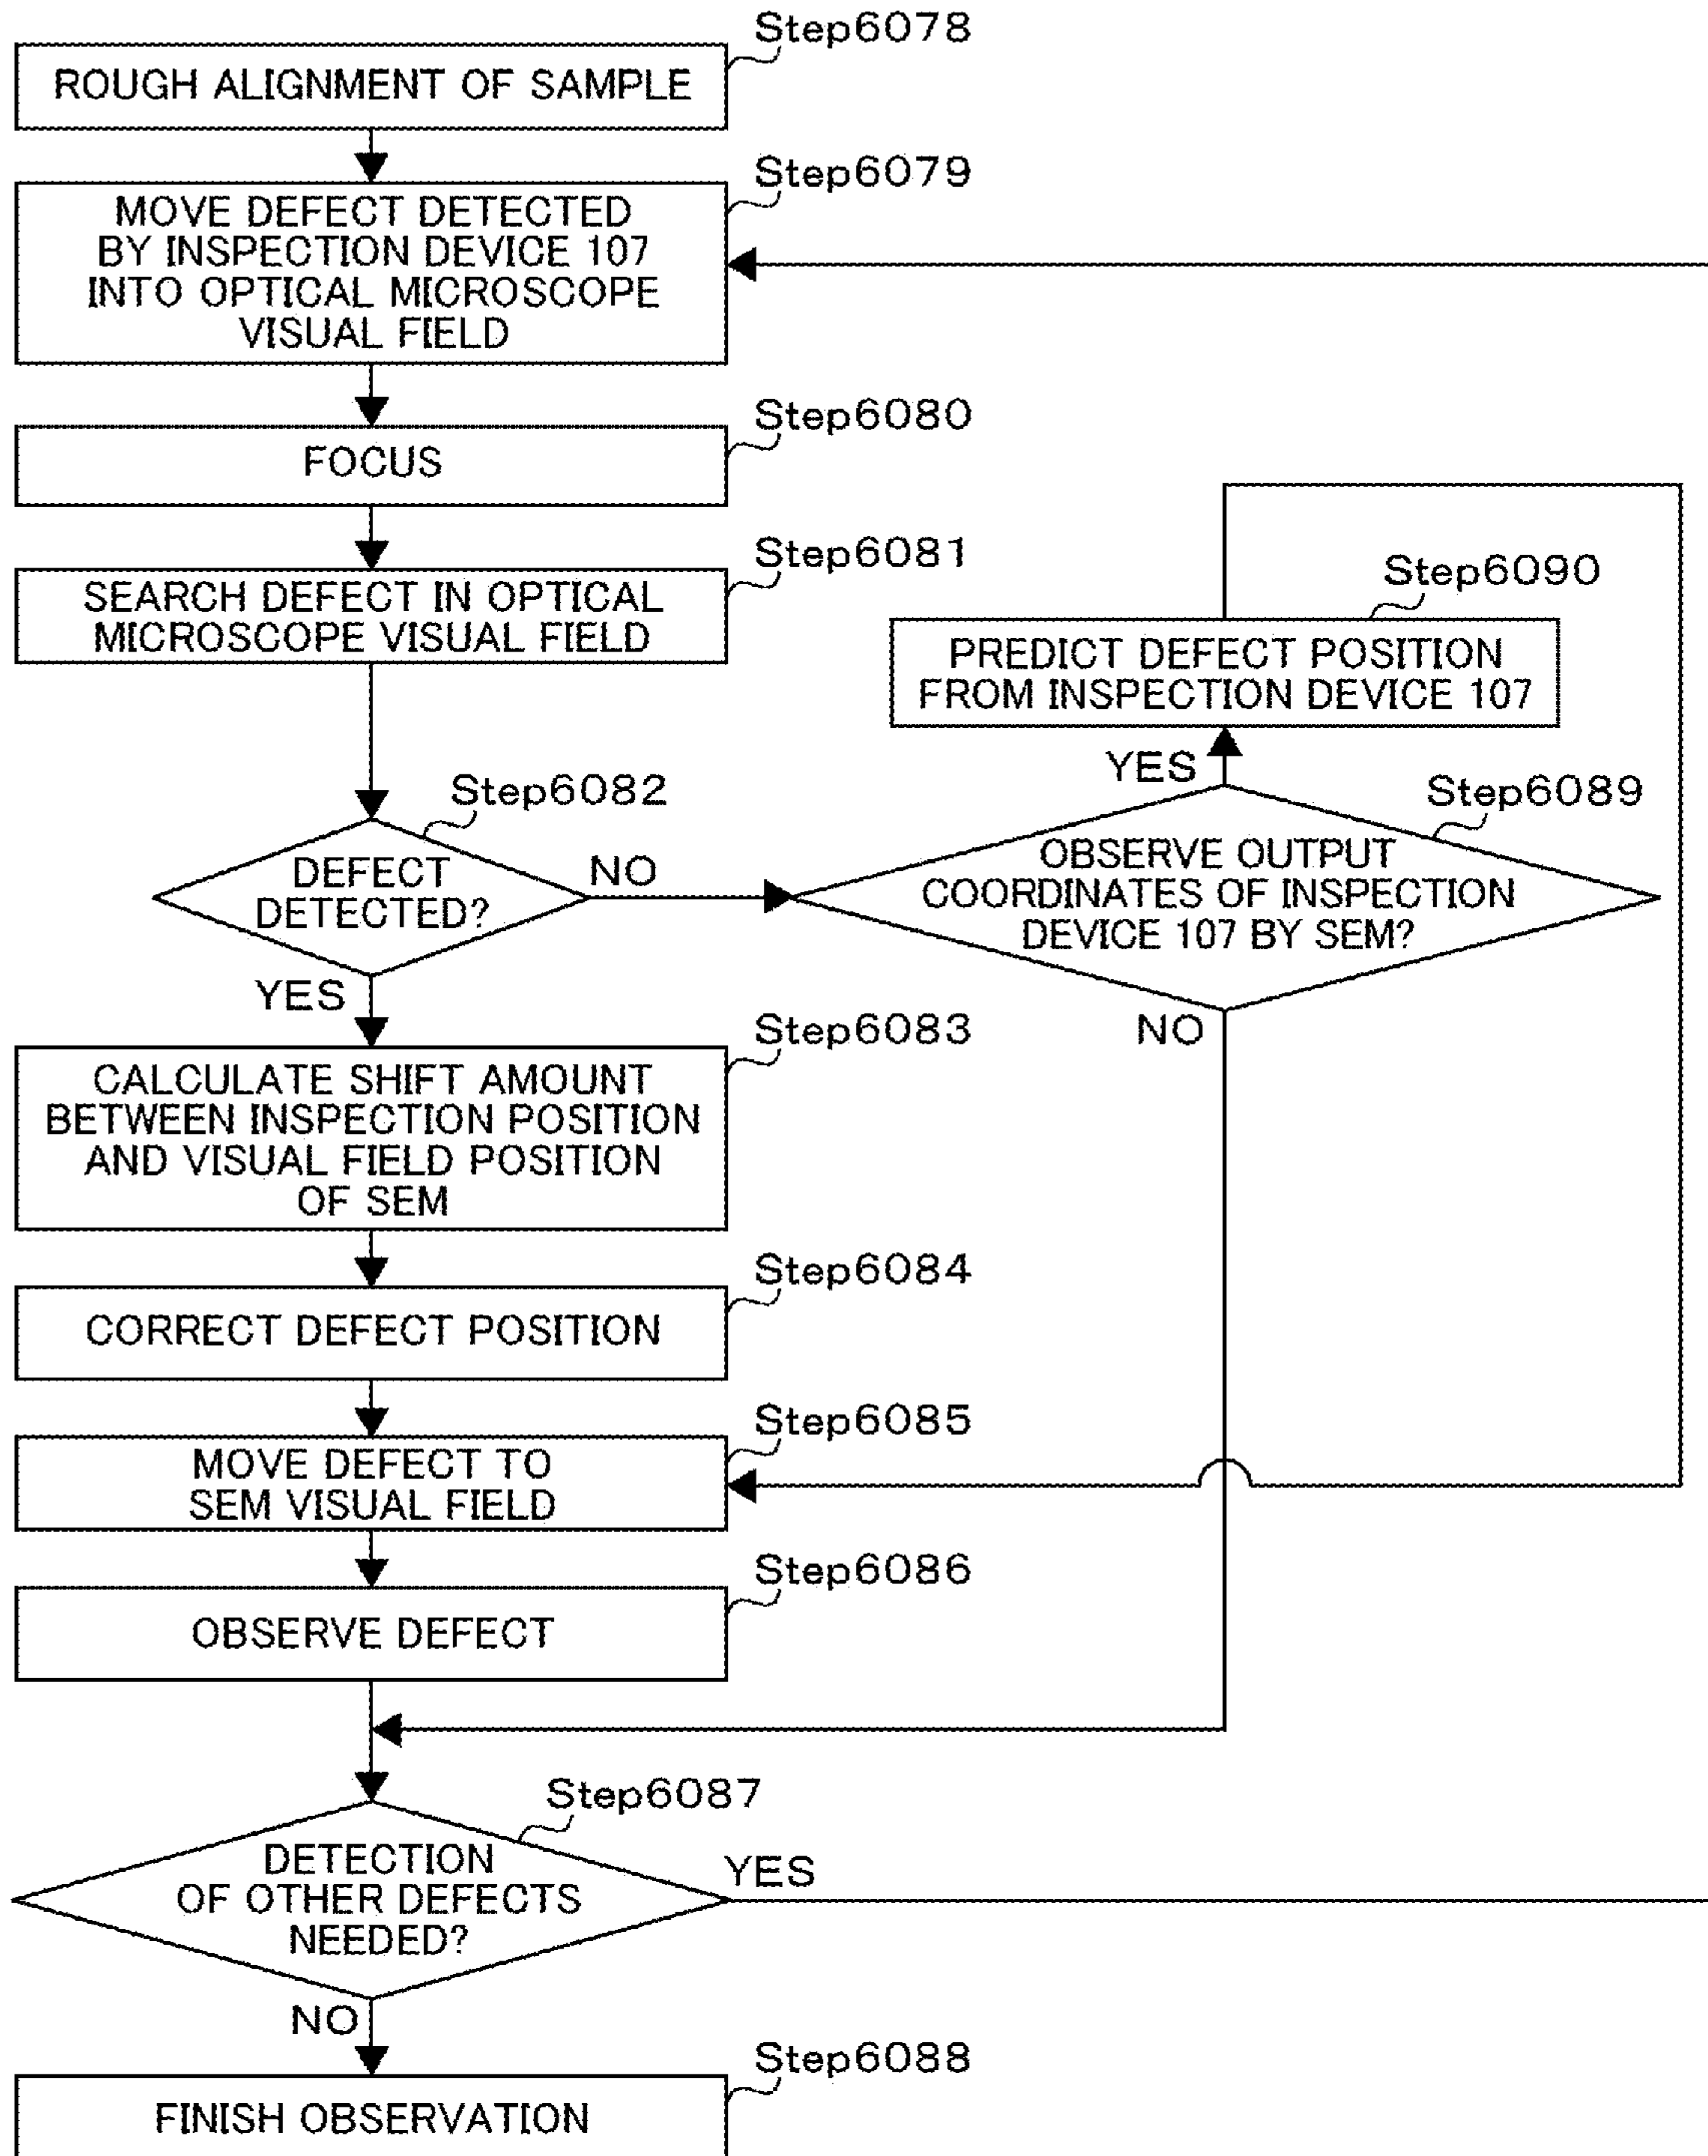 Step6078
ROUGH ALIGNMENT OF SAMPLE
Step6079
MOVE DEFECT DETECTED
BY INSPECTION DEVICE 107
INTO OPTICAL MICROSCOPE
VISUAL FIELD
Step6080
FOCUS
Step6081
SEARCH DEFECT IN OPTICAL
MICROSCOPE VISUAL FIELD
Step6090
PREDICT DEFECT POSITION
FROM INSPECTION DEVICE 107
YES
Step6082
DEFECT
DETECTED?
NO
Step6089
OBSERVE OUTPUT
COORDINATES OF INSPECTION
DEVICE 107 BY SEM?
YES
NO
Step6083
CALCULATE SHIFT AMOUNT
BETWEEN INSPECTION POSITION
AND VISUAL FIELD POSITION
OF SEM
Step6084
CORRECT DEFECT POSITION
Step6085
MOVE DEFECT TO
SEM VISUAL FIELD
Step6086
OBSERVE DEFECT
Step6087
DETECTION
OF OTHER DEFECTS
NEEDED?
YES
NO
Step6088
FINISH OBSERVATION